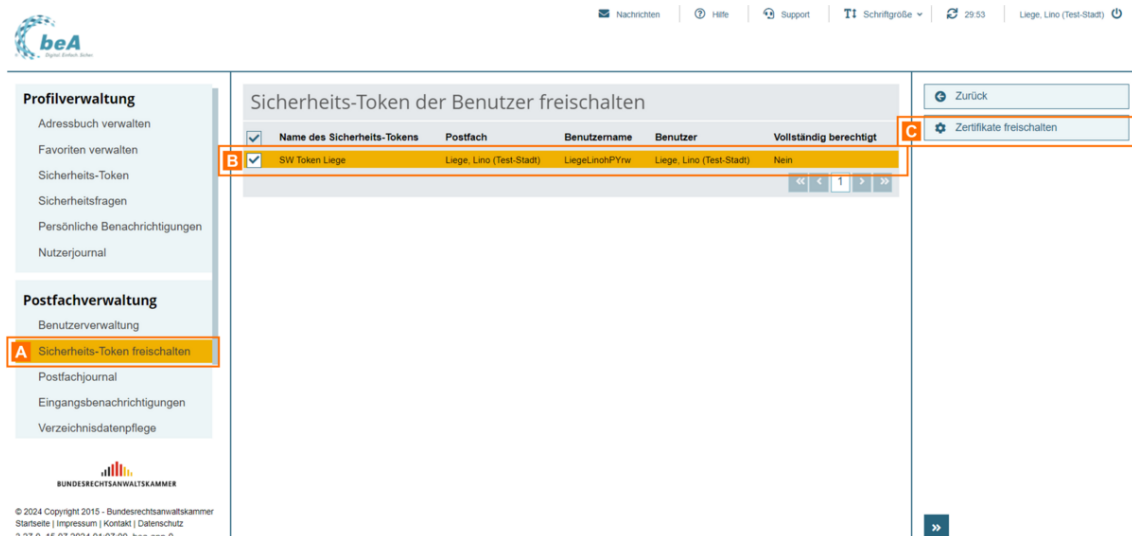 Nachrichten
Hilfe
Support
Schriftgröße
29:53
Liege, Lino (Test-Stadt)
beA
Digital. Einfach. Sicher.
Profilverwaltung
Adressbuch verwalten
Favoriten verwalten
Sicherheits-Token
Sicherheitsfragen
Persönliche Benachrichtigungen
Nutzerjournal
Postfachverwaltung
Benutzerverwaltung
A Sicherheits-Token freischalten
Postfachjournal
Eingangsbenachrichtigungen
Verzeichnisdatenpflege
BUNDESRECHTSANWALTSKAMMER
© 2024 Copyright 2015 - Bundesrechtsanwaltskammer
Startseite | Impressum | Kontakt | Datenschutz
Sicherheits-Token der Benutzer freischalten
Name des Sicherheits-Tokens Postfach Benutzername Benutzer Vollständig berechtigt
B SW Token Liege Liege, Lino (Test-Stadt) LiegeLinohPYrw Liege, Lino (Test-Stadt) Nein
« < 1 > »
Zurück
C Zertifikate freischalten
»